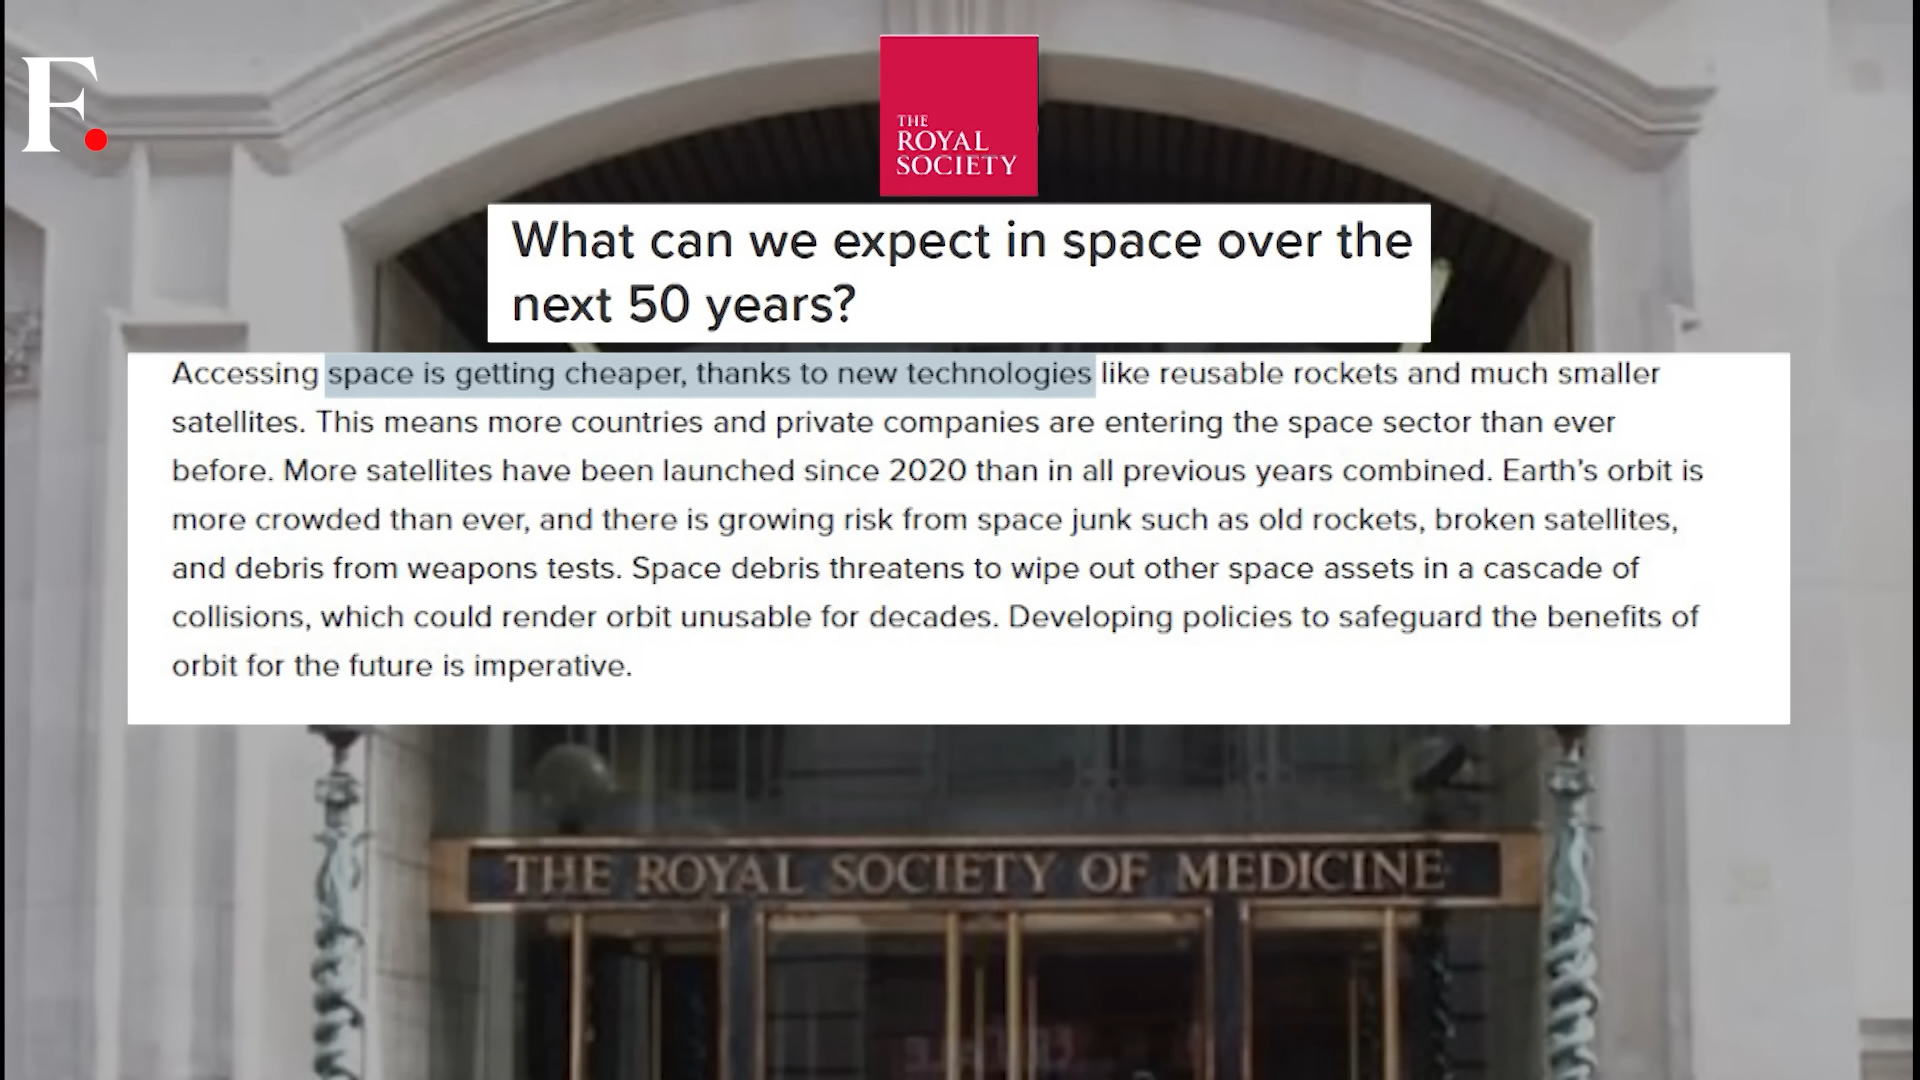 F.
THE
ROYAL
SOCIETY
What can we expect in space over the
next 50 years?
Accessing space is getting cheaper, thanks to new technologies like reusable rockets and much smaller
satellites. This means more countries and private companies are entering the space sector than ever
before. More satellites have been launched since 2020 than in all previous years combined. Earth's orbit is
more crowded than ever, and there is growing risk from space junk such as old rockets, broken satellites,
and debris from weapons tests. Space debris threatens to wipe out other space assets in a cascade of
collisions, which could render orbit unusable for decades. Developing policies to safeguard the benefits of
orbit for the future is imperative.
THE ROYAL SOCIETY OF MEDICINE